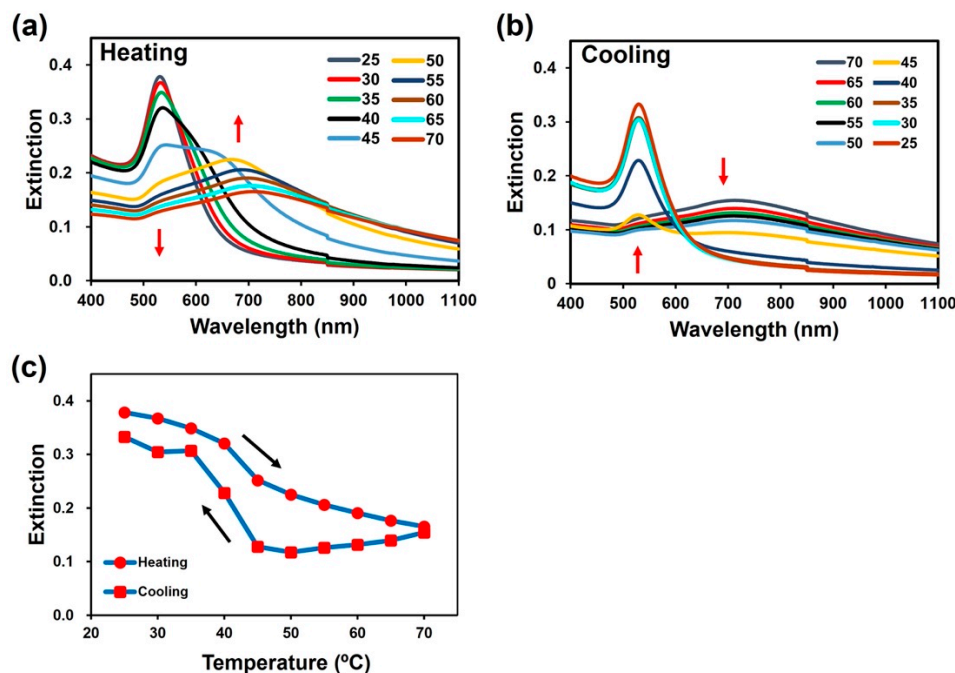 (a)
Heating
25 50
30 55
35 60
40 65
45 70
0.4
0.3
0.2
0.1
0.0
Extinction
400 500 600 700 800 900 1000 1100
Wavelength (nm)
(b)
Cooling
70 45
65 40
60 35
55 30
50 25
0.4
0.3
0.2
0.1
0
Extinction
400 500 600 700 800 900 1000 1100
Wavelength (nm)
(c)
0.4
0.3
0.2
0.1
0.0
Extinction
Heating
Cooling
20 30 40 50 60 70
Temperature (ºC)